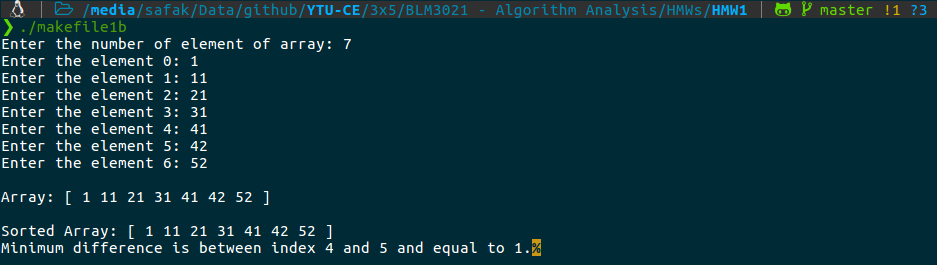 /media/safak/Data/github/YTU-CE/3x5/BLM3021 - Algorithm Analysis/HMWs/HMW1 master !1 ?3
❯ ./makefile1b
Enter the number of element of array: 7
Enter the element 0: 1
Enter the element 1: 11
Enter the element 2: 21
Enter the element 3: 31
Enter the element 4: 41
Enter the element 5: 42
Enter the element 6: 52
Array: [ 1 11 21 31 41 42 52 ]
Sorted Array: [ 1 11 21 31 41 42 52 ]
Minimum difference is between index 4 and 5 and equal to 1.%